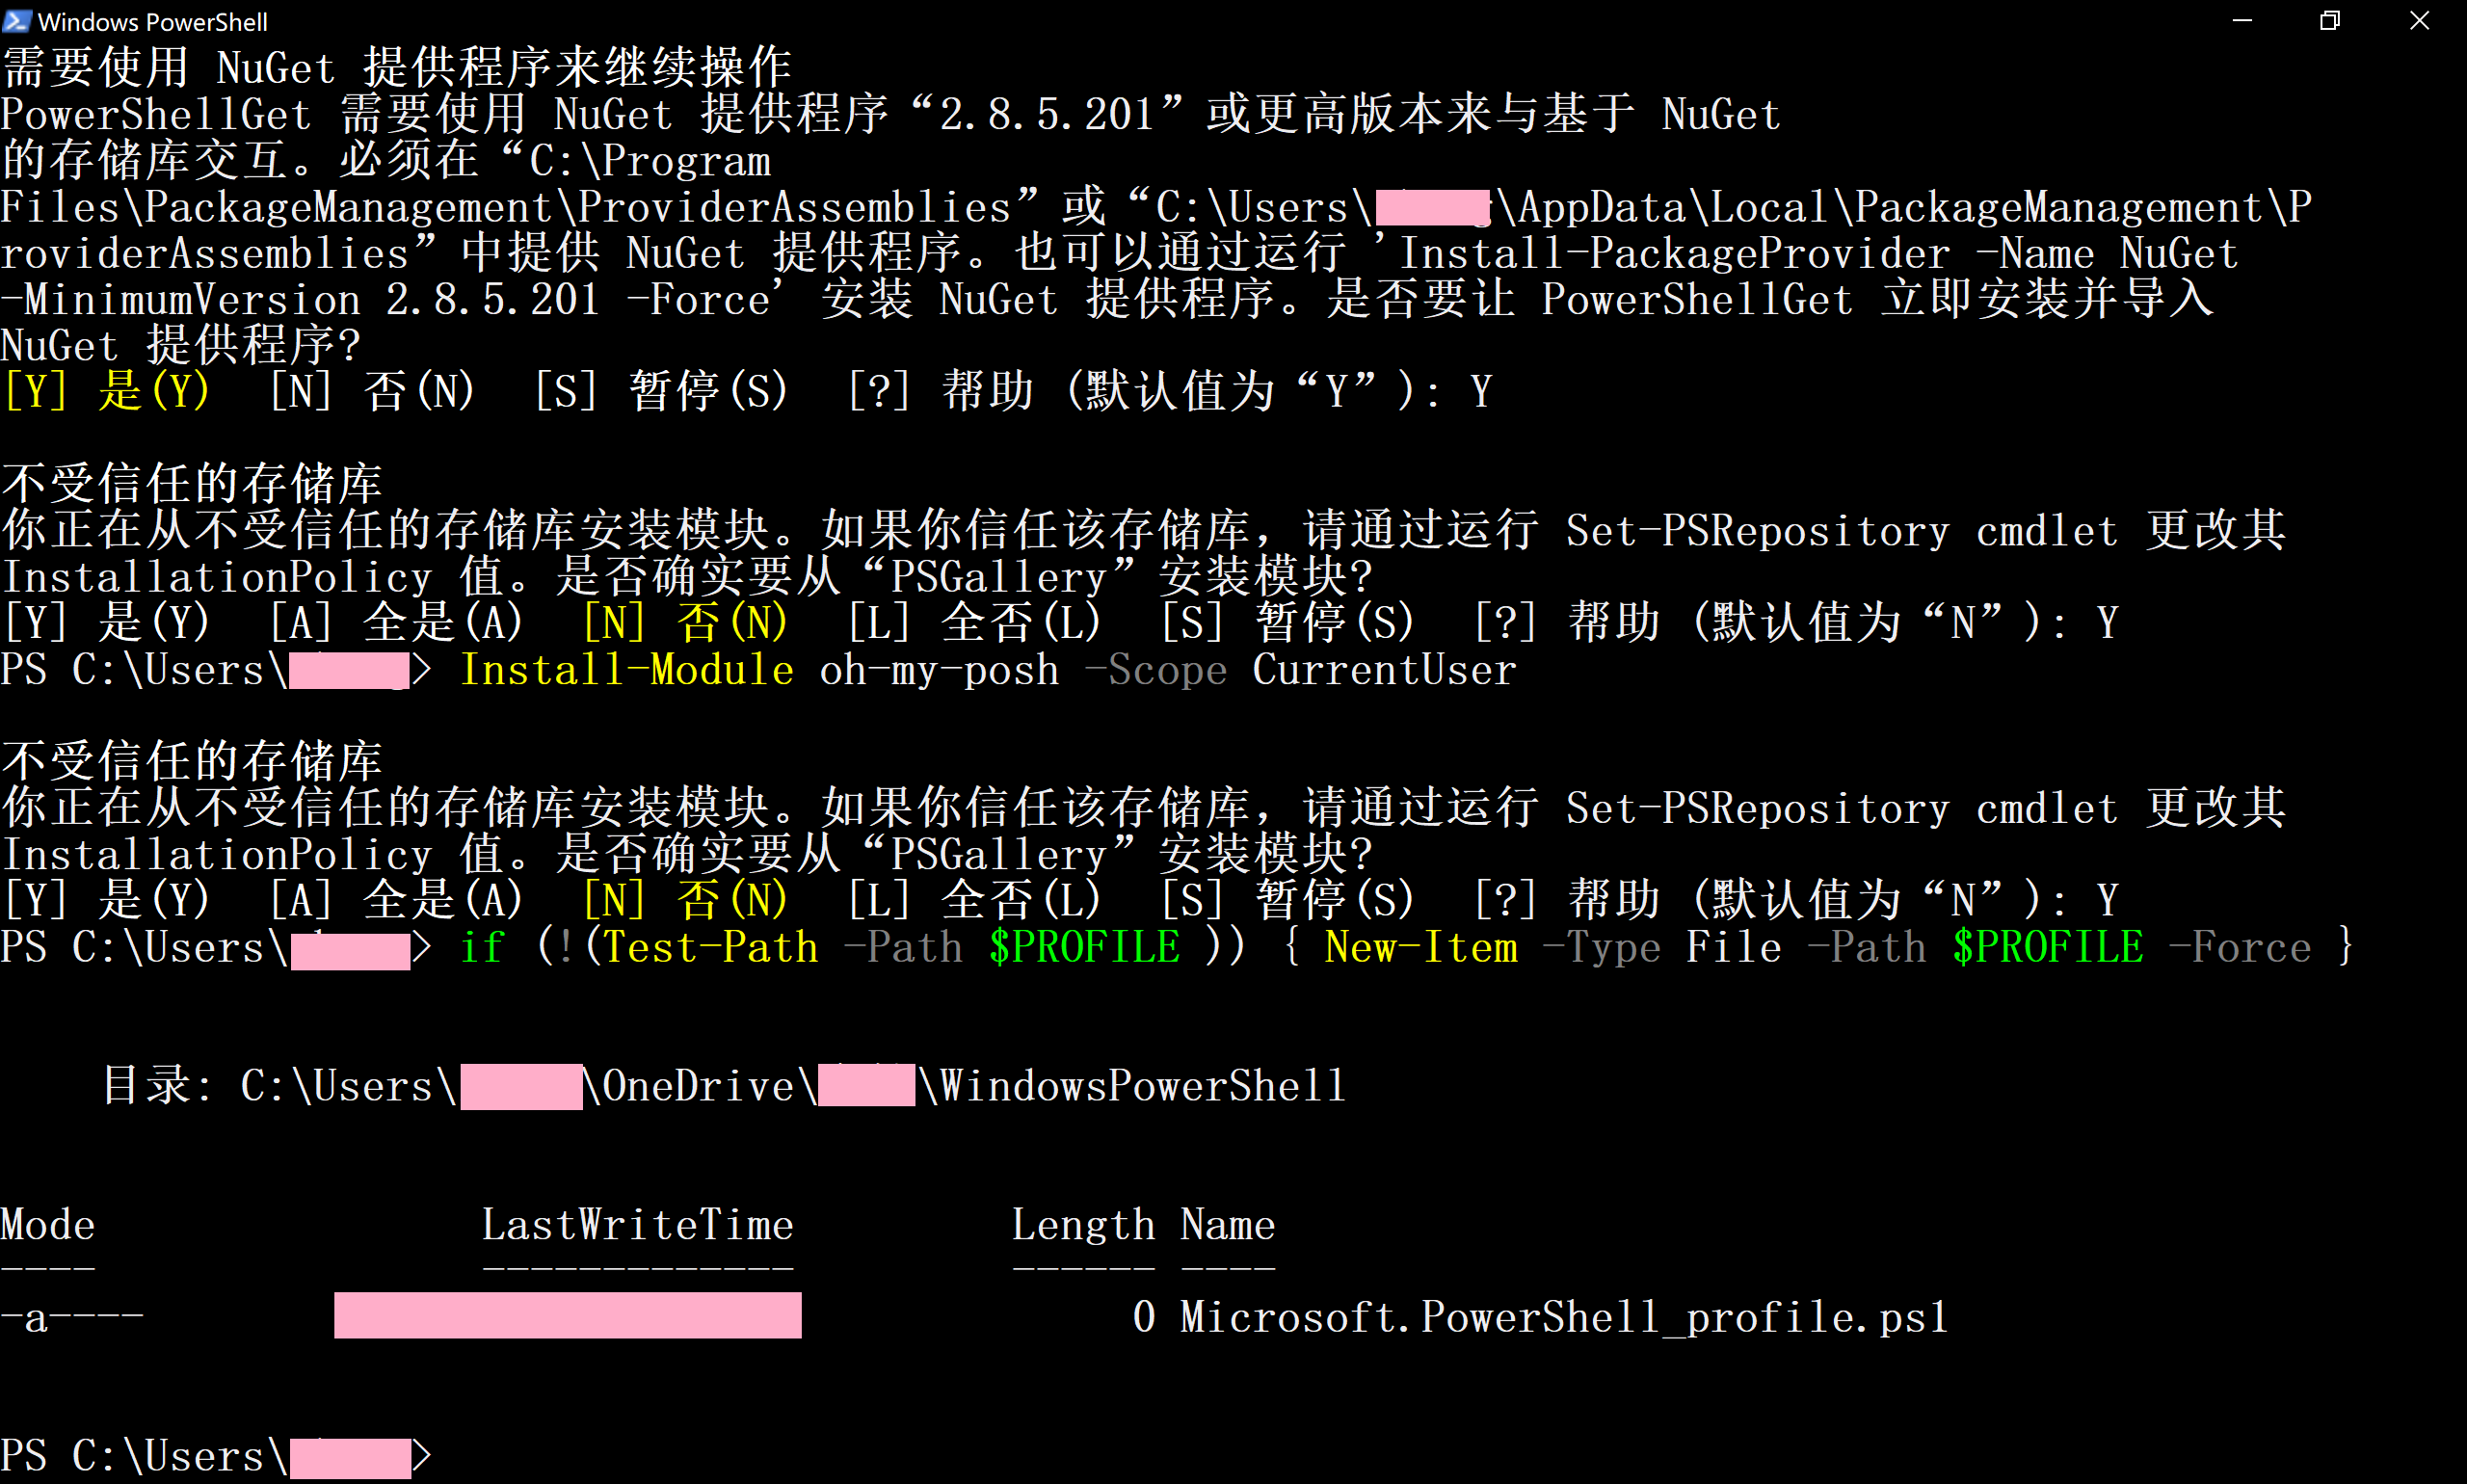 Windows PowerShell
需要使用 NuGet 提供程序来继续操作
PowerShellGet 需要使用 NuGet 提供程序“2.8.5.201”或更高版本来与基于 NuGet
的存储库交互。必须在“C:\Program
Files\PackageManagement\ProviderAssemblies”或“C:\Users\ \AppData\Local\PackageManagement\P
roviderAssemblies”中提供 NuGet 提供程序。也可以通过运行 'Install-PackageProvider -Name NuGet
-MinimumVersion 2.8.5.201 -Force' 安装 NuGet 提供程序。是否要让 PowerShellGet 立即安装并导入
NuGet 提供程序?
[Y] 是(Y)  [N] 否(N)  [S] 暂停(S)  [?] 帮助 (默认值为“Y”): Y
不受信任的存储库
你正在从不受信任的存储库安装模块。如果你信任该存储库，请通过运行 Set-PSRepository cmdlet 更改其
InstallationPolicy 值。是否确实要从“PSGallery”安装模块?
[Y] 是(Y)  [A] 全是(A)  [N] 否(N)  [L] 全否(L)  [S] 暂停(S)  [?] 帮助 (默认值为“N”): Y
PS C:\Users\ > Install-Module oh-my-posh -Scope CurrentUser
不受信任的存储库
你正在从不受信任的存储库安装模块。如果你信任该存储库，请通过运行 Set-PSRepository cmdlet 更改其
InstallationPolicy 值。是否确实要从“PSGallery”安装模块?
[Y] 是(Y)  [A] 全是(A)  [N] 否(N)  [L] 全否(L)  [S] 暂停(S)  [?] 帮助 (默认值为“N”): Y
PS C:\Users\ > if (!(Test-Path -Path $PROFILE )) { New-Item -Type File -Path $PROFILE -Force }
目录: C:\Users\ \OneDrive\ \WindowsPowerShell
Mode LastWriteTime Length Name
---- ------------- ------ ----
-a---- 0 Microsoft.PowerShell_profile.ps1
PS C:\Users\ >